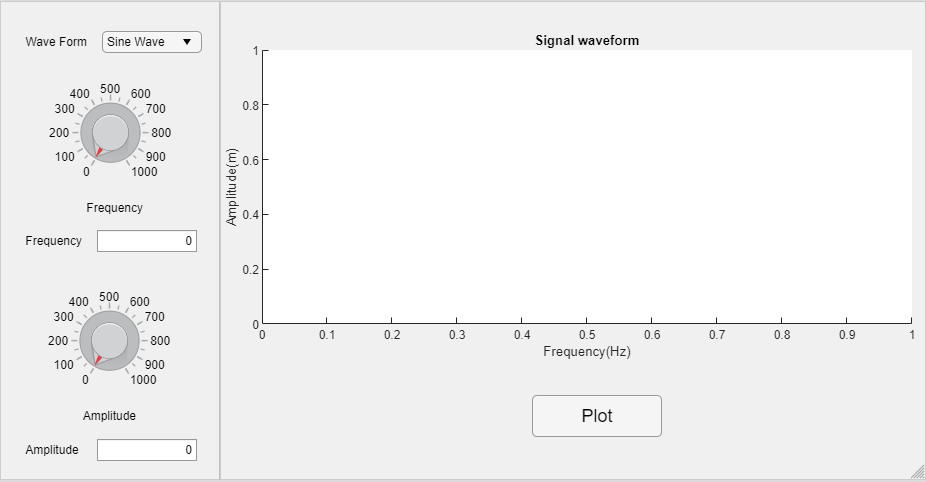 Wave Form Sine Wave
500
400 600
300 700
200 800
100 900
0 1000
Frequency
Frequency 0
500
400 600
300 700
200 800
100 900
0 1000
Amplitude
Amplitude 0
Signal waveform
1
0.8
0.6
0.4
0.2
0
Amplitude(m)
0 0.1 0.2 0.3 0.4 0.5 0.6 0.7 0.8 0.9 1
Frequency(Hz)
Plot